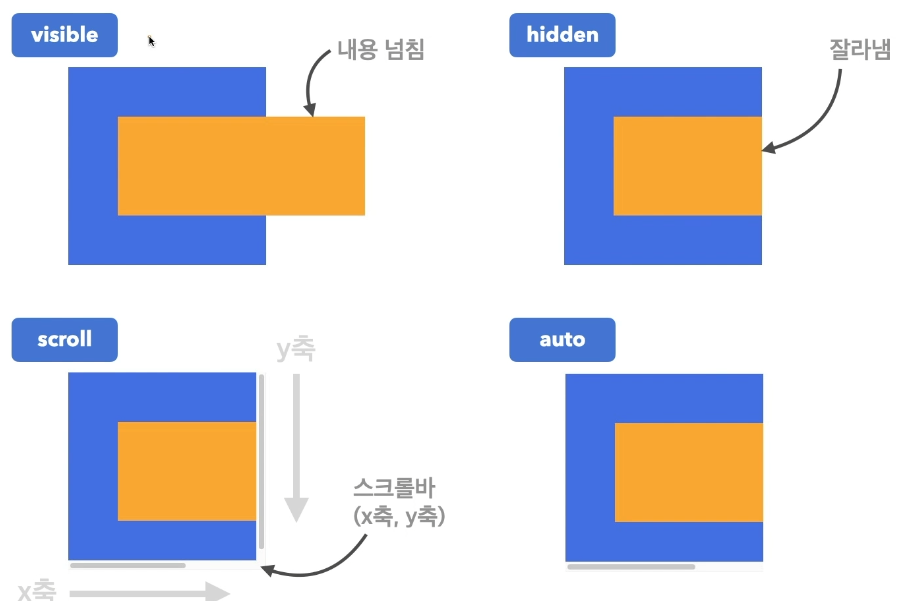 visible
내용 넘침
hidden
잘라냄
scroll
y축
스크롤바
(x축, y축)
x축
auto